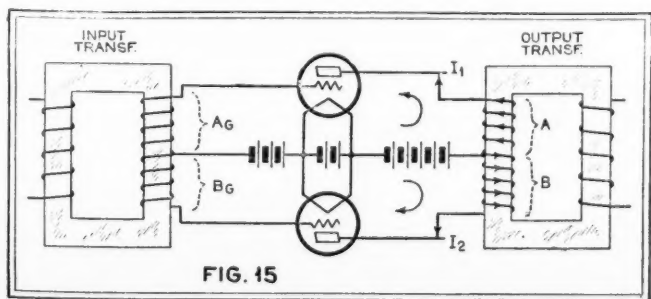 INPUT
TRANSF.
OUTPUT
TRANSF.
I1
AG
BG
A
B
I2
FIG. 15